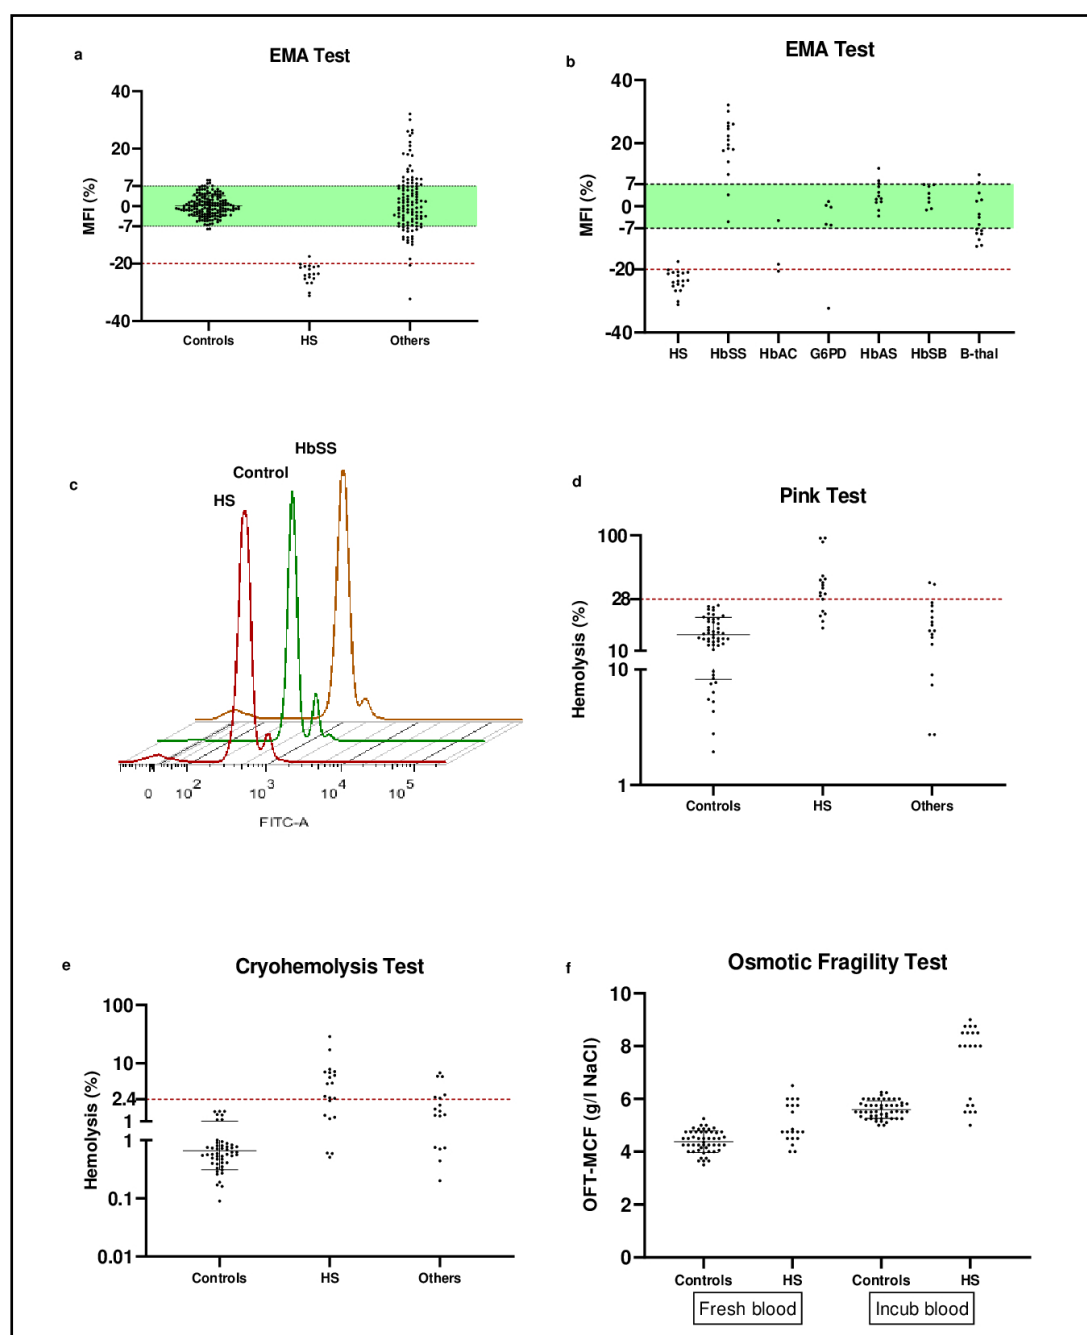 a
EMA Test
MFI (%)
40
20
7
0
-7
-20
-40
Controls HS Others
b
EMA Test
MFI (%)
40
20
7
0
-7
-20
-40
HS HbSS HbAC G6PD HbAS HbSB B-thal
c
HbSS
Control
HS
0 10^2 10^3 10^4 10^5
FITC-A
d
Pink Test
Hemolysis (%)
100
28
10
10
1
Controls HS Others
e
Cryohemolysis Test
Hemolysis (%)
100
10
2.4
1
1
0.1
0.01
Controls HS Others
f
Osmotic Fragility Test
OFT-MCF (g/l NaCl)
10
8
6
4
2
0
Controls HS Controls HS
Fresh blood Incub blood